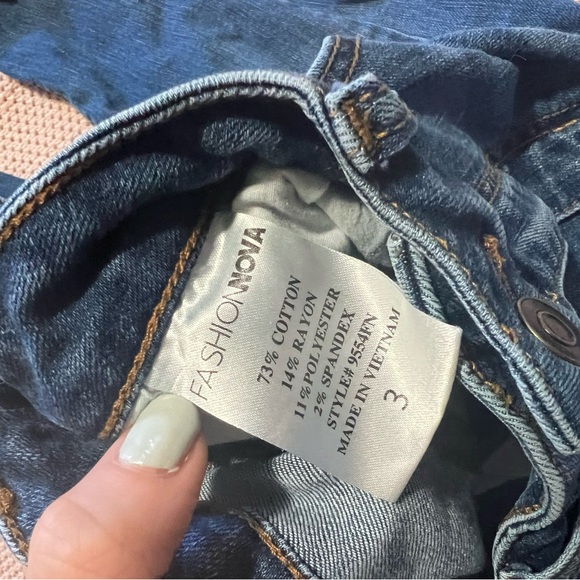 FASHIONNOVA
73% COTTON
14% RAYON
11% POLYESTER
2% SPANDEX
STYLE# 9554FN
MADE IN VIETNAM
3